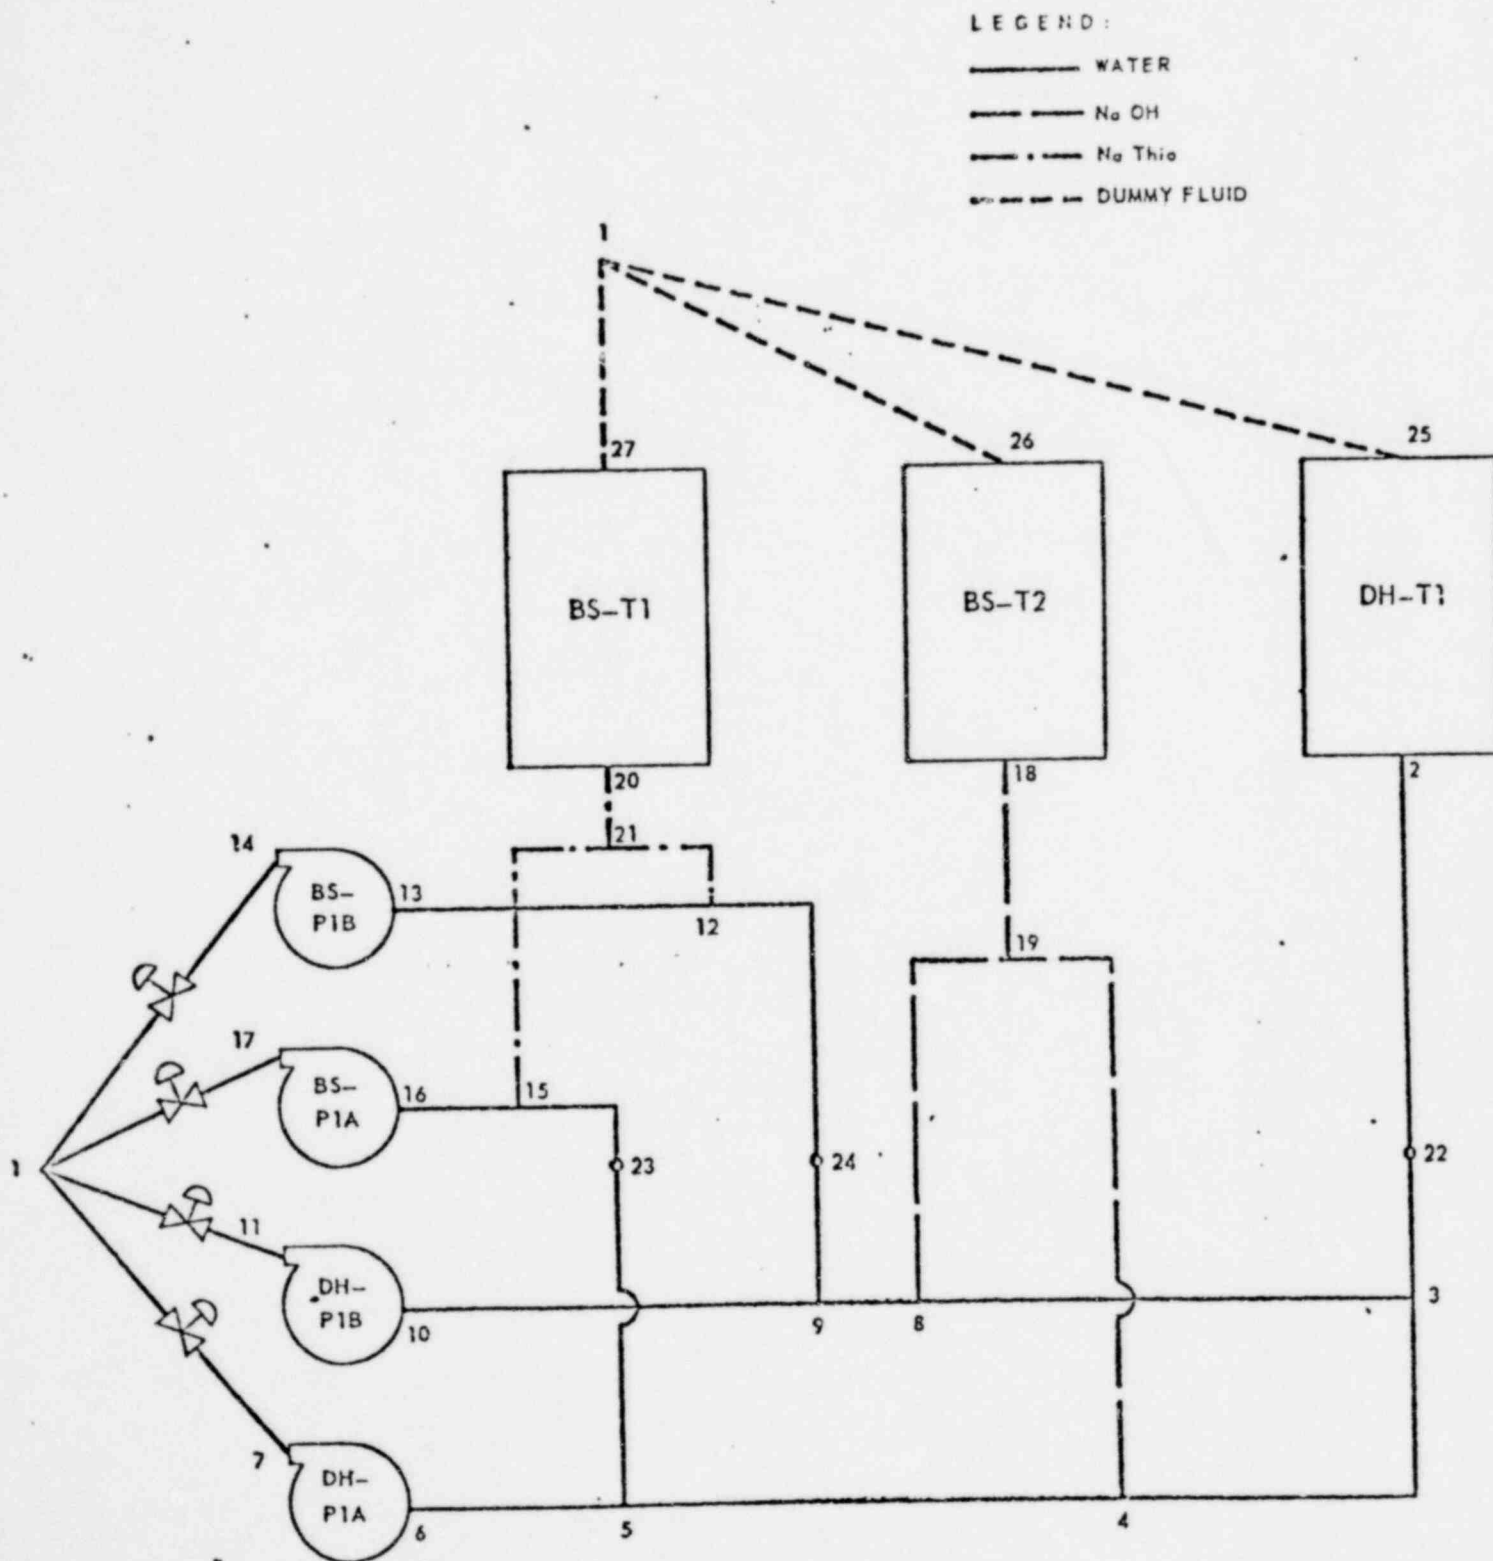 LEGEND:
WATER
Na OH
Na Thio
DUMMY FLUID
1
27
26
25
BS-T1
BS-T2
DH-T1
20
18
2
21
14
BS-
P1B
13
12
19
17
BS-
P1A
16
15
1
23
24
22
11
DH-
P1B
10
9
8
3
7
DH-
P1A
6
5
4